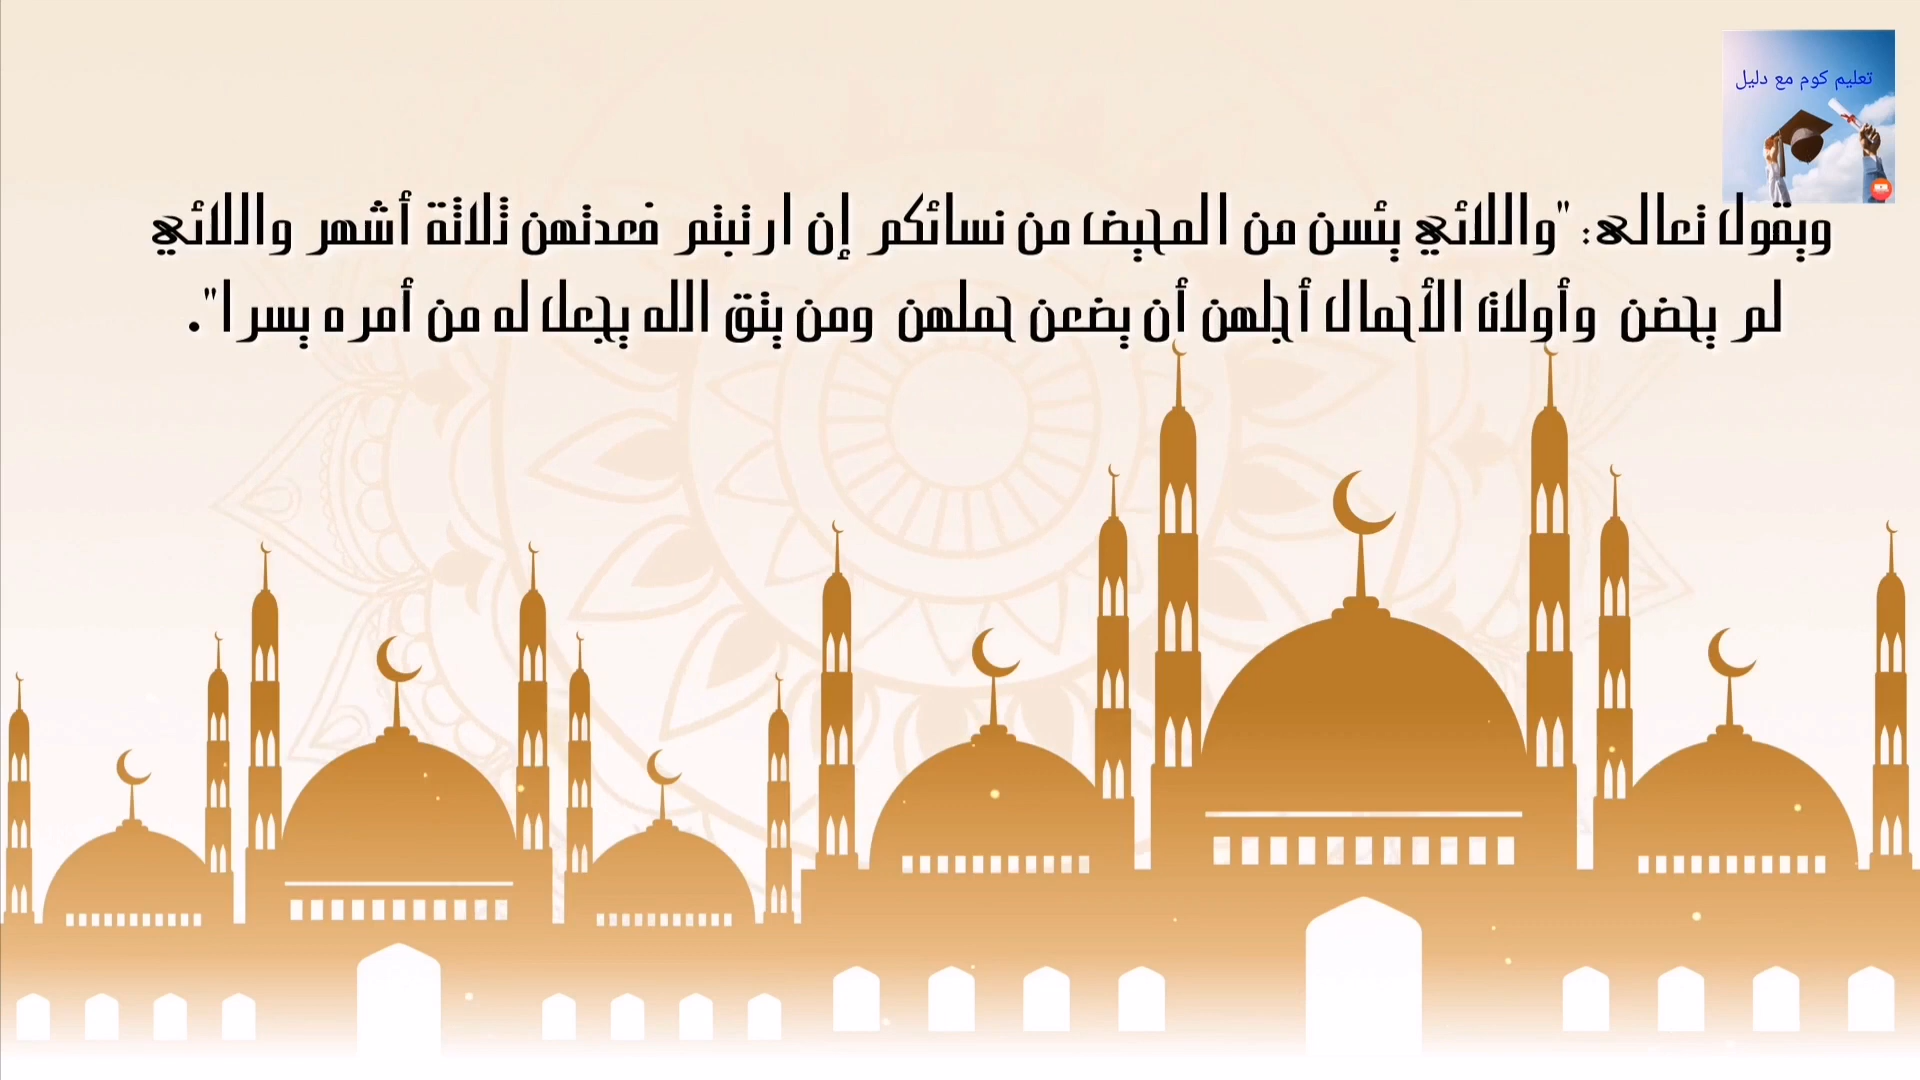 تعليم كوم مع دليل
ويقول تعالى: "واللائي يئسن من المحيض من نسائكم إن ارتبتم فعدتهن ثلاثة أشهر واللائي
لم يحضن وأولات الأحمال أجلهن أن يضعن حملهن ومن يتق الله يجعل له من أمره يسرا".